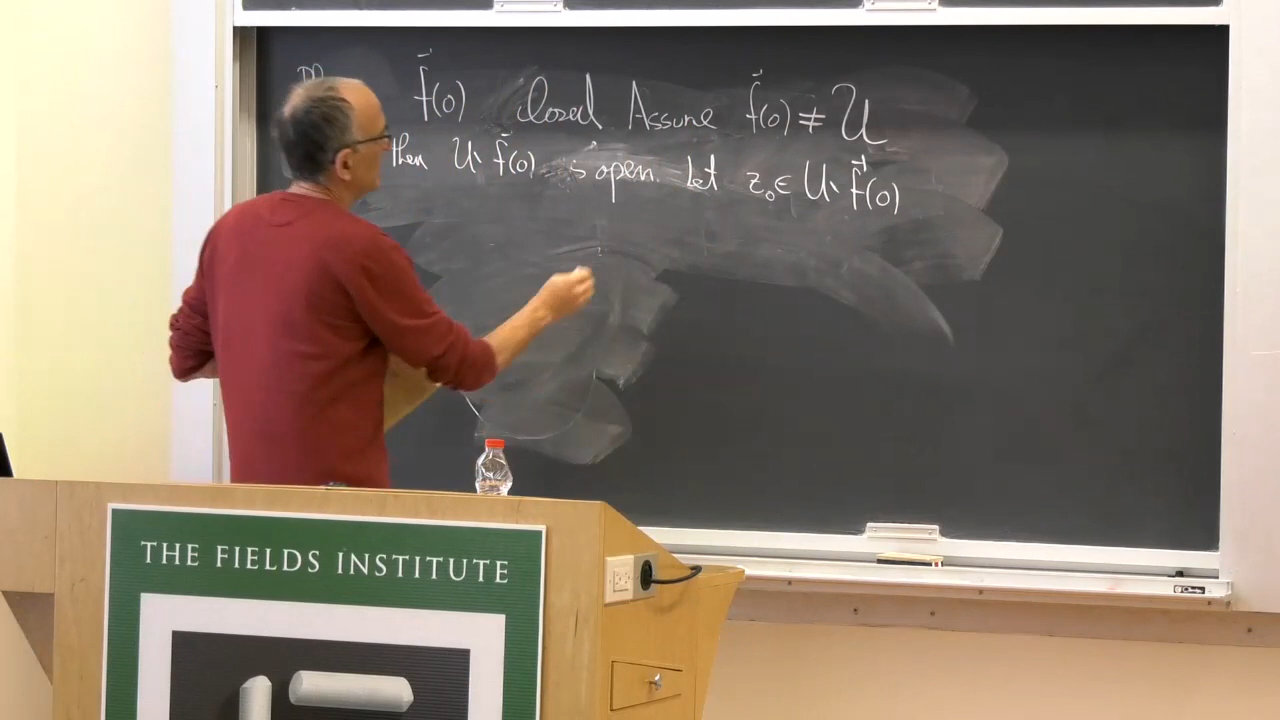 f⃗(0) closed Assume f⃗(0) ≠ U
then U \ f⃗(0) is open. Let z₀ ∈ U \ f⃗(0)
THE FIELDS INSTITUTE